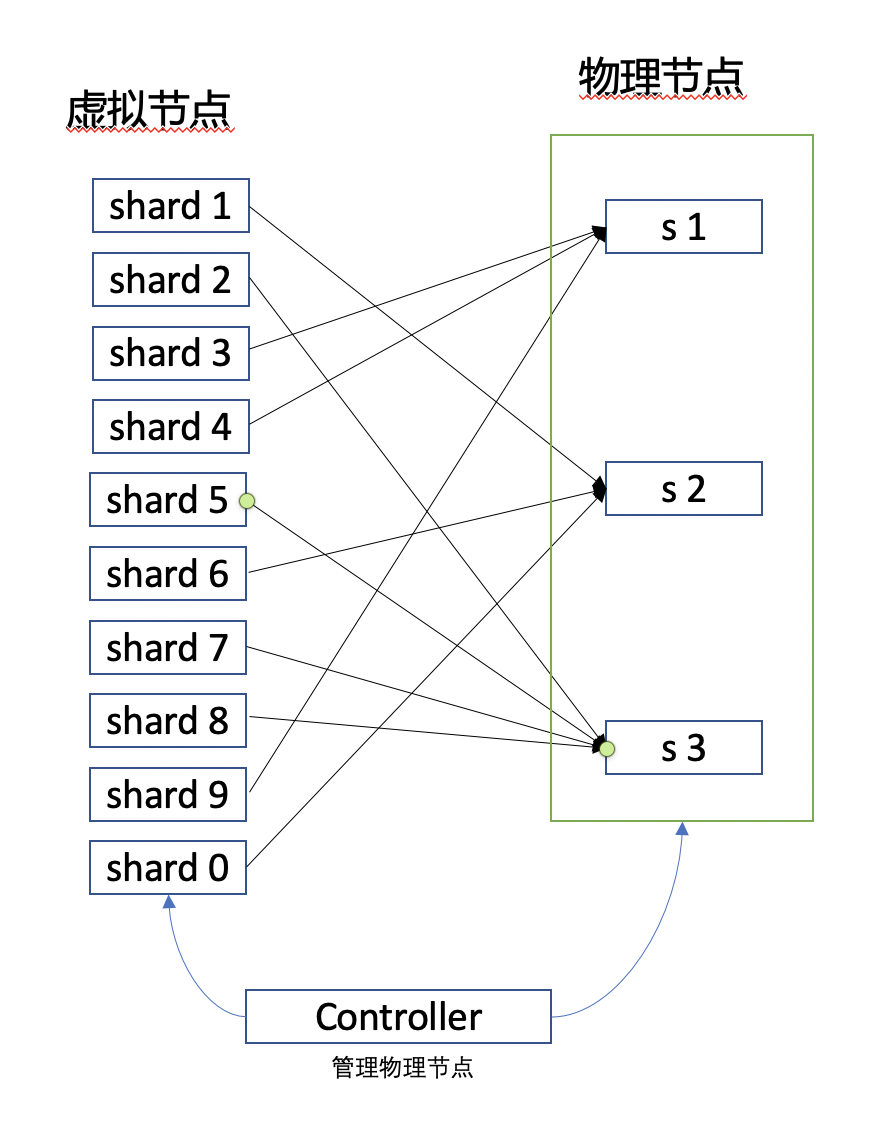 虚拟节点
物理节点
shard 1
shard 2
shard 3
shard 4
shard 5
shard 6
shard 7
shard 8
shard 9
shard 0
s 1
s 2
s 3
Controller
管理物理节点